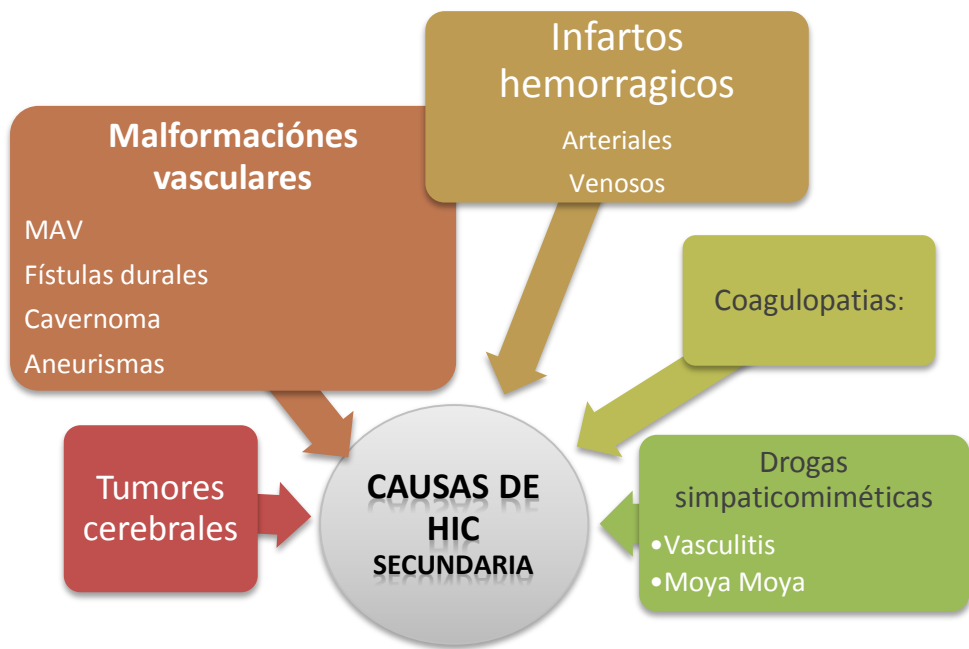 Infartos
hemorragicos
Arteriales
Venosos
Malformaciónes
vasculares
MAV
Fístulas durales
Cavernoma
Aneurismas
Coagulopatias:
Tumores
cerebrales
CAUSAS DE
HIC
SECUNDARIA
Drogas
simpaticomiméticas
•Vasculitis
•Moya Moya